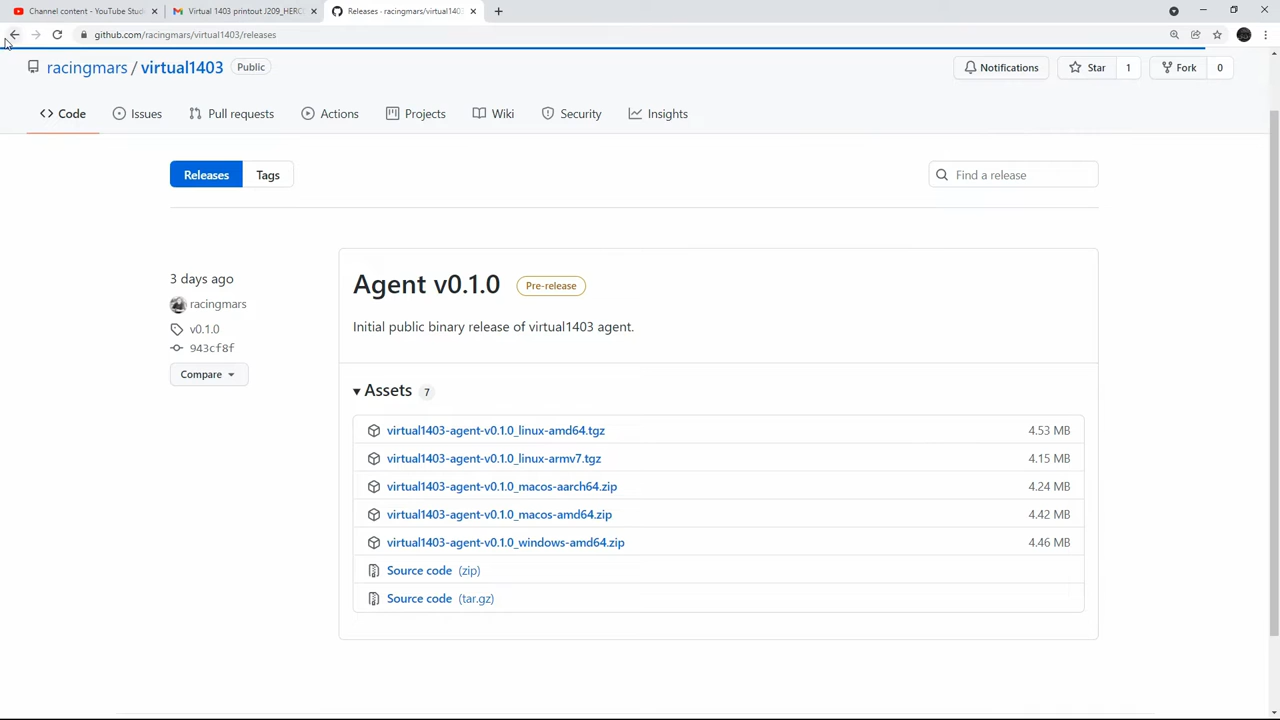 Channel content - YouTube Stud
Virtual 1403 printout J209_HERC
Releases · racingmars/virtual140
github.com/racingmars/virtual1403/releases
racingmars / virtual1403 Public
Notifications Star 1 Fork 0
Code Issues Pull requests Actions Projects Wiki Security Insights
Releases Tags
Find a release
3 days ago
racingmars
v0.1.0
943cf8f
Compare
Agent v0.1.0 Pre-release
Initial public binary release of virtual1403 agent.
Assets 7
virtual1403-agent-v0.1.0_linux-amd64.tgz 4.53 MB
virtual1403-agent-v0.1.0_linux-armv7.tgz 4.15 MB
virtual1403-agent-v0.1.0_macos-aarch64.zip 4.24 MB
virtual1403-agent-v0.1.0_macos-amd64.zip 4.42 MB
virtual1403-agent-v0.1.0_windows-amd64.zip 4.46 MB
Source code (zip)
Source code (tar.gz)